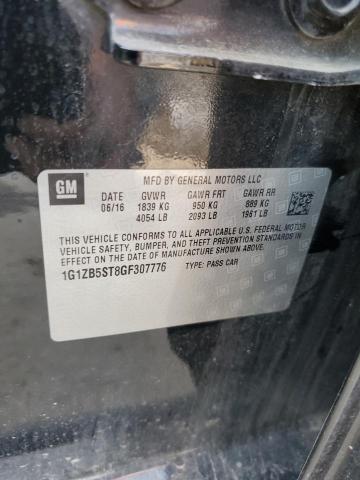 GM
MFD BY GENERAL MOTORS LLC
DATE GVWR GAWR FRT GAWR RR
06/16 1839 KG 950 KG 889 KG
4054 LB 2093 LB 1961 LB
THIS VEHICLE CONFORMS TO ALL APPLICABLE U.S. FEDERAL MOTOR
VEHICLE SAFETY, BUMPER, AND THEFT PREVENTION STANDARDS IN
EFFECT ON THE DATE OF MANUFACTURE SHOWN ABOVE.
1G1ZB5ST8GF307776 TYPE: PASS CAR